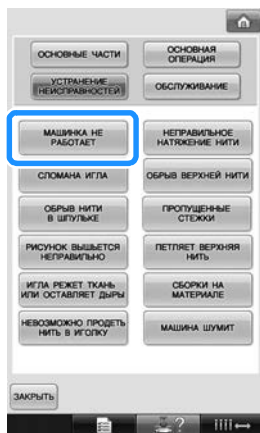 ОСНОВНЫЕ ЧАСТИ
ОСНОВНАЯ
ОПЕРАЦИЯ
УСТРАНЕНИЕ
НЕИСПРАВНОСТЕЙ
ОБСЛУЖИВАНИЕ
МАШИНКА НЕ
РАБОТАЕТ
НЕПРАВИЛЬНОЕ
НАТЯЖЕНИЕ НИТИ
СЛОМАНА ИГЛА
ОБРЫВ ВЕРХНЕЙ НИТИ
ОБРЫВ НИТИ
В ШПУЛЬКЕ
ПРОПУЩЕННЫЕ
СТЕЖКИ
РИСУНОК ВЫШЬЕТСЯ
НЕПРАВИЛЬНО
ПЕТЛЯЕТ ВЕРХНЯЯ
НИТЬ
ИГЛА РЕЖЕТ ТКАНЬ
ИЛИ ОСТАВЛЯЕТ ДЫРЫ
СБОРКИ НА
МАТЕРИАЛЕ
НЕВОЗМОЖНО ПРОДЕТЬ
НИТЬ В ИГОЛКУ
МАШИНА ШУМИТ
ЗАКРЫТЬ
?